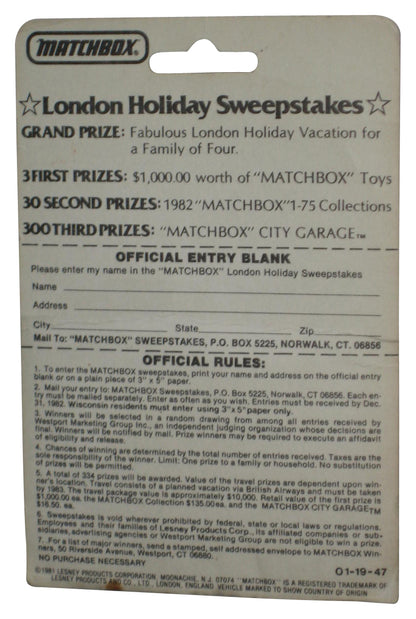 MATCHBOX®
☆London Holiday Sweepstakes☆
GRAND PRIZE: Fabulous London Holiday Vacation for
a Family of Four.
3 FIRST PRIZES: $1,000.00 worth of "MATCHBOX" Toys
30 SECOND PRIZES: 1982 "MATCHBOX" 1-75 Collections
300 THIRD PRIZES: "MATCHBOX" CITY GARAGE™
OFFICIAL ENTRY BLANK
Please enter my name in the "MATCHBOX" London Holiday Sweepstakes
Name
Address
City State Zip
Mail To: "MATCHBOX" SWEEPSTAKES, P.O. BOX 5225, NORWALK, CT. 06856
OFFICIAL RULES:
1. To enter the MATCHBOX sweepstakes, print your name and address on the official entry
blank or on a plain piece of 3" x 5" paper.
2. Mail your entry to: MATCHBOX Sweepstakes, P.O. Box 5225, Norwalk, CT 06856. Each en-
try must be mailed separately. Enter as often as you wish. Entries must be received by Dec.
31, 1982. Wisconsin residents must enter using 3" x 5" paper only.
3. Winners will be selected in a random drawing from among all entries received by
Westport Marketing Group Inc., an independent judging organization whose decisions are
final. Winners will be notified by mail. Prize winners may be required to execute an affidavit
of eligibility and release.
4. Chances of winning are determined by the total number of entries received. Taxes are the
sole responsibility of the winner. Limit: One prize to a family or household. No substitution
of prizes will be permitted.
5. A total of 334 prizes will be awarded. Value of the travel prizes are dependent upon win-
ner's location. Travel consists of a planned vacation via British Airways and must be taken
by 1983. The travel package value is approximately $10,000. Retail value of the first prize is
$1,000.00 ea. the MATCHBOX Collection $135.00 ea. and the MATCHBOX CITY GARAGE™
$16.50 ea.
6. Sweepstakes is void wherever prohibited by federal, state or local laws or regulations.
Employees and their families of Lesney Products Corp., its affiliated companies or sub-
sidiaries, advertising agencies or Westport Marketing Group are not eligible to win a prize.
7. For a list of major winners, send a stamped, self addressed envelope to MATCHBOX Win-
ners, 50 Riverside Avenue, Westport, CT 06880.
NO PURCHASE NECESSARY
©1981 LESNEY PRODUCTS CORPORATION, MOONACHIE, N.J. 07074 "MATCHBOX" IS A REGISTERED TRADEMARK OF
LESNEY PRODUCTS AND CO., LTD., LONDON, ENGLAND VEHICLE MARKED TO SHOW COUNTRY OF ORIGIN
01-19-47